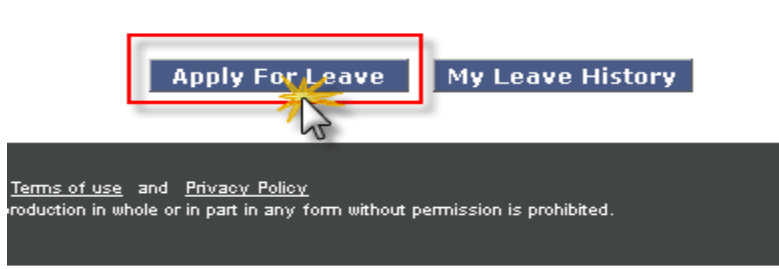 Apply For Leave My Leave History
Terms of use and Privacy Policy
production in whole or in part in any form without permission is prohibited.